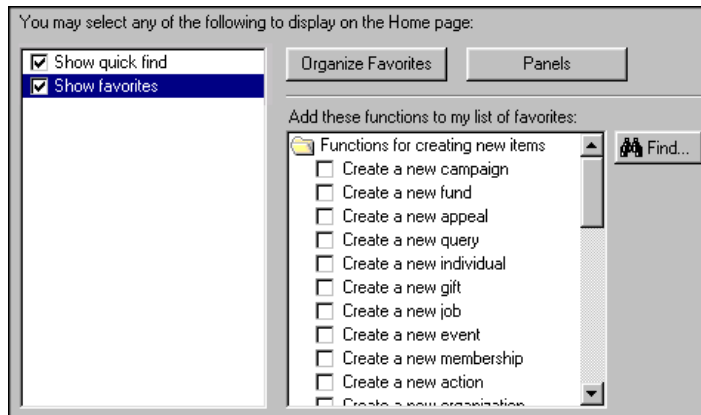 You may select any of the following to display on the Home page:
Show quick find
Show favorites
Organize Favorites
Panels
Add these functions to my list of favorites:
Functions for creating new items
Create a new campaign
Create a new fund
Create a new appeal
Create a new query
Create a new individual
Create a new gift
Create a new job
Create a new event
Create a new membership
Create a new action
Create a new organization
Find...